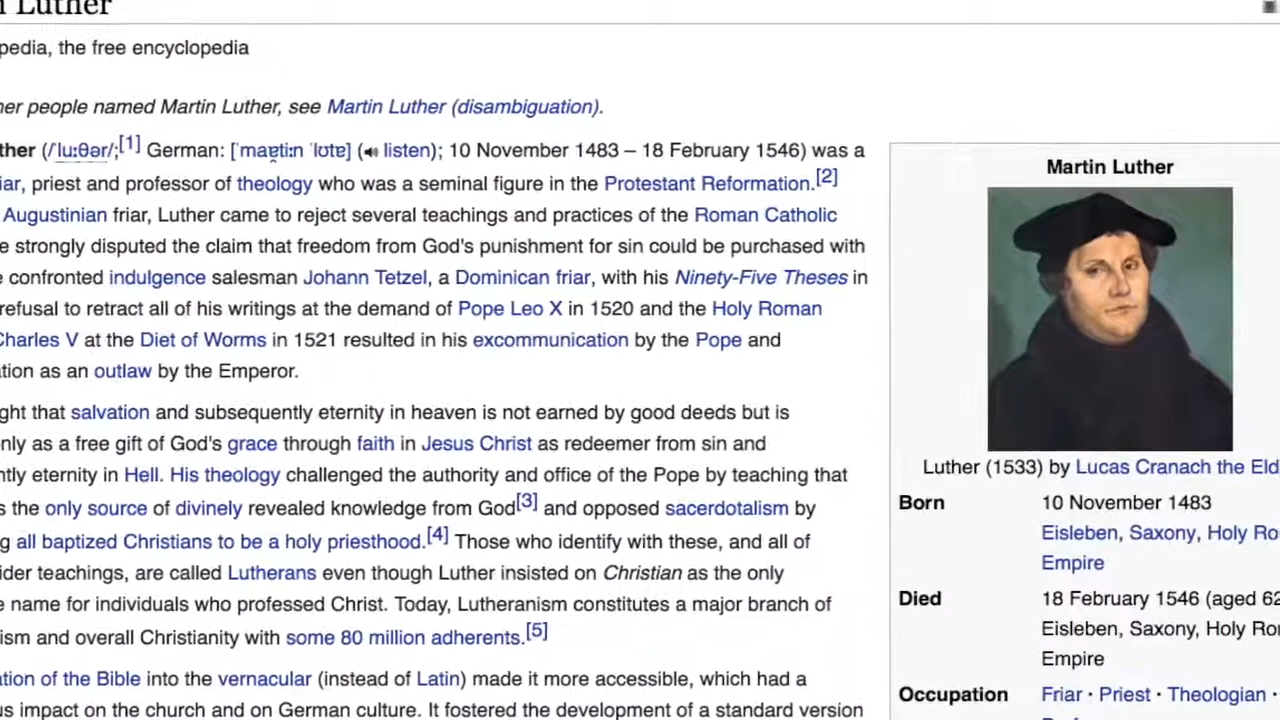 n Luther
pedia, the free encyclopedia
her people named Martin Luther, see Martin Luther (disambiguation).
ther (/ˈluːθər/;[1] German: [ˈmaɐ̯tiːn ˈlʊtɐ] ( listen); 10 November 1483 – 18 February 1546) was a
iar, priest and professor of theology who was a seminal figure in the Protestant Reformation.[2]
Augustinian friar, Luther came to reject several teachings and practices of the Roman Catholic
e strongly disputed the claim that freedom from God's punishment for sin could be purchased with
e confronted indulgence salesman Johann Tetzel, a Dominican friar, with his Ninety-Five Theses in
refusal to retract all of his writings at the demand of Pope Leo X in 1520 and the Holy Roman
Charles V at the Diet of Worms in 1521 resulted in his excommunication by the Pope and
tion as an outlaw by the Emperor.
ght that salvation and subsequently eternity in heaven is not earned by good deeds but is
only as a free gift of God's grace through faith in Jesus Christ as redeemer from sin and
ntly eternity in Hell. His theology challenged the authority and office of the Pope by teaching that
s the only source of divinely revealed knowledge from God[3] and opposed sacerdotalism by
g all baptized Christians to be a holy priesthood.[4] Those who identify with these, and all of
ider teachings, are called Lutherans even though Luther insisted on Christian as the only
e name for individuals who professed Christ. Today, Lutheranism constitutes a major branch of
ism and overall Christianity with some 80 million adherents.[5]
ation of the Bible into the vernacular (instead of Latin) made it more accessible, which had a
us impact on the church and on German culture. It fostered the development of a standard version
Martin Luther
Luther (1533) by Lucas Cranach the Eld
Born 10 November 1483
Eisleben, Saxony, Holy Ro
Empire
Died 18 February 1546 (aged 62
Eisleben, Saxony, Holy Ro
Empire
Occupation Friar · Priest · Theologian ·